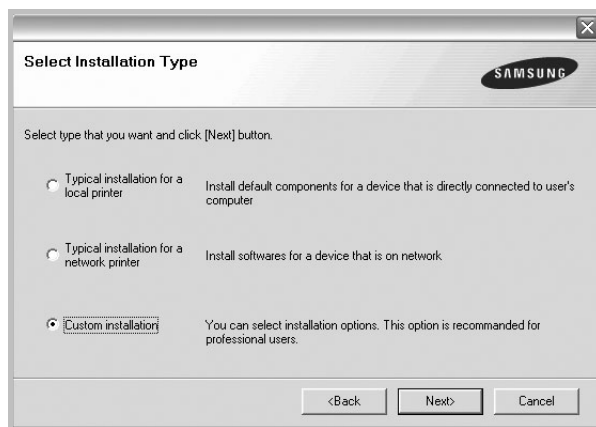 Select Installation Type
SAMSUNG
Select type that you want and click [Next] button.
Typical installation for a
local printer
Install default components for a device that is directly connected to user's
computer
Typical installation for a
network printer
Install softwares for a device that is on network
Custom installation
You can select installation options. This option is recommanded for
professional users.
<Back
Next>
Cancel